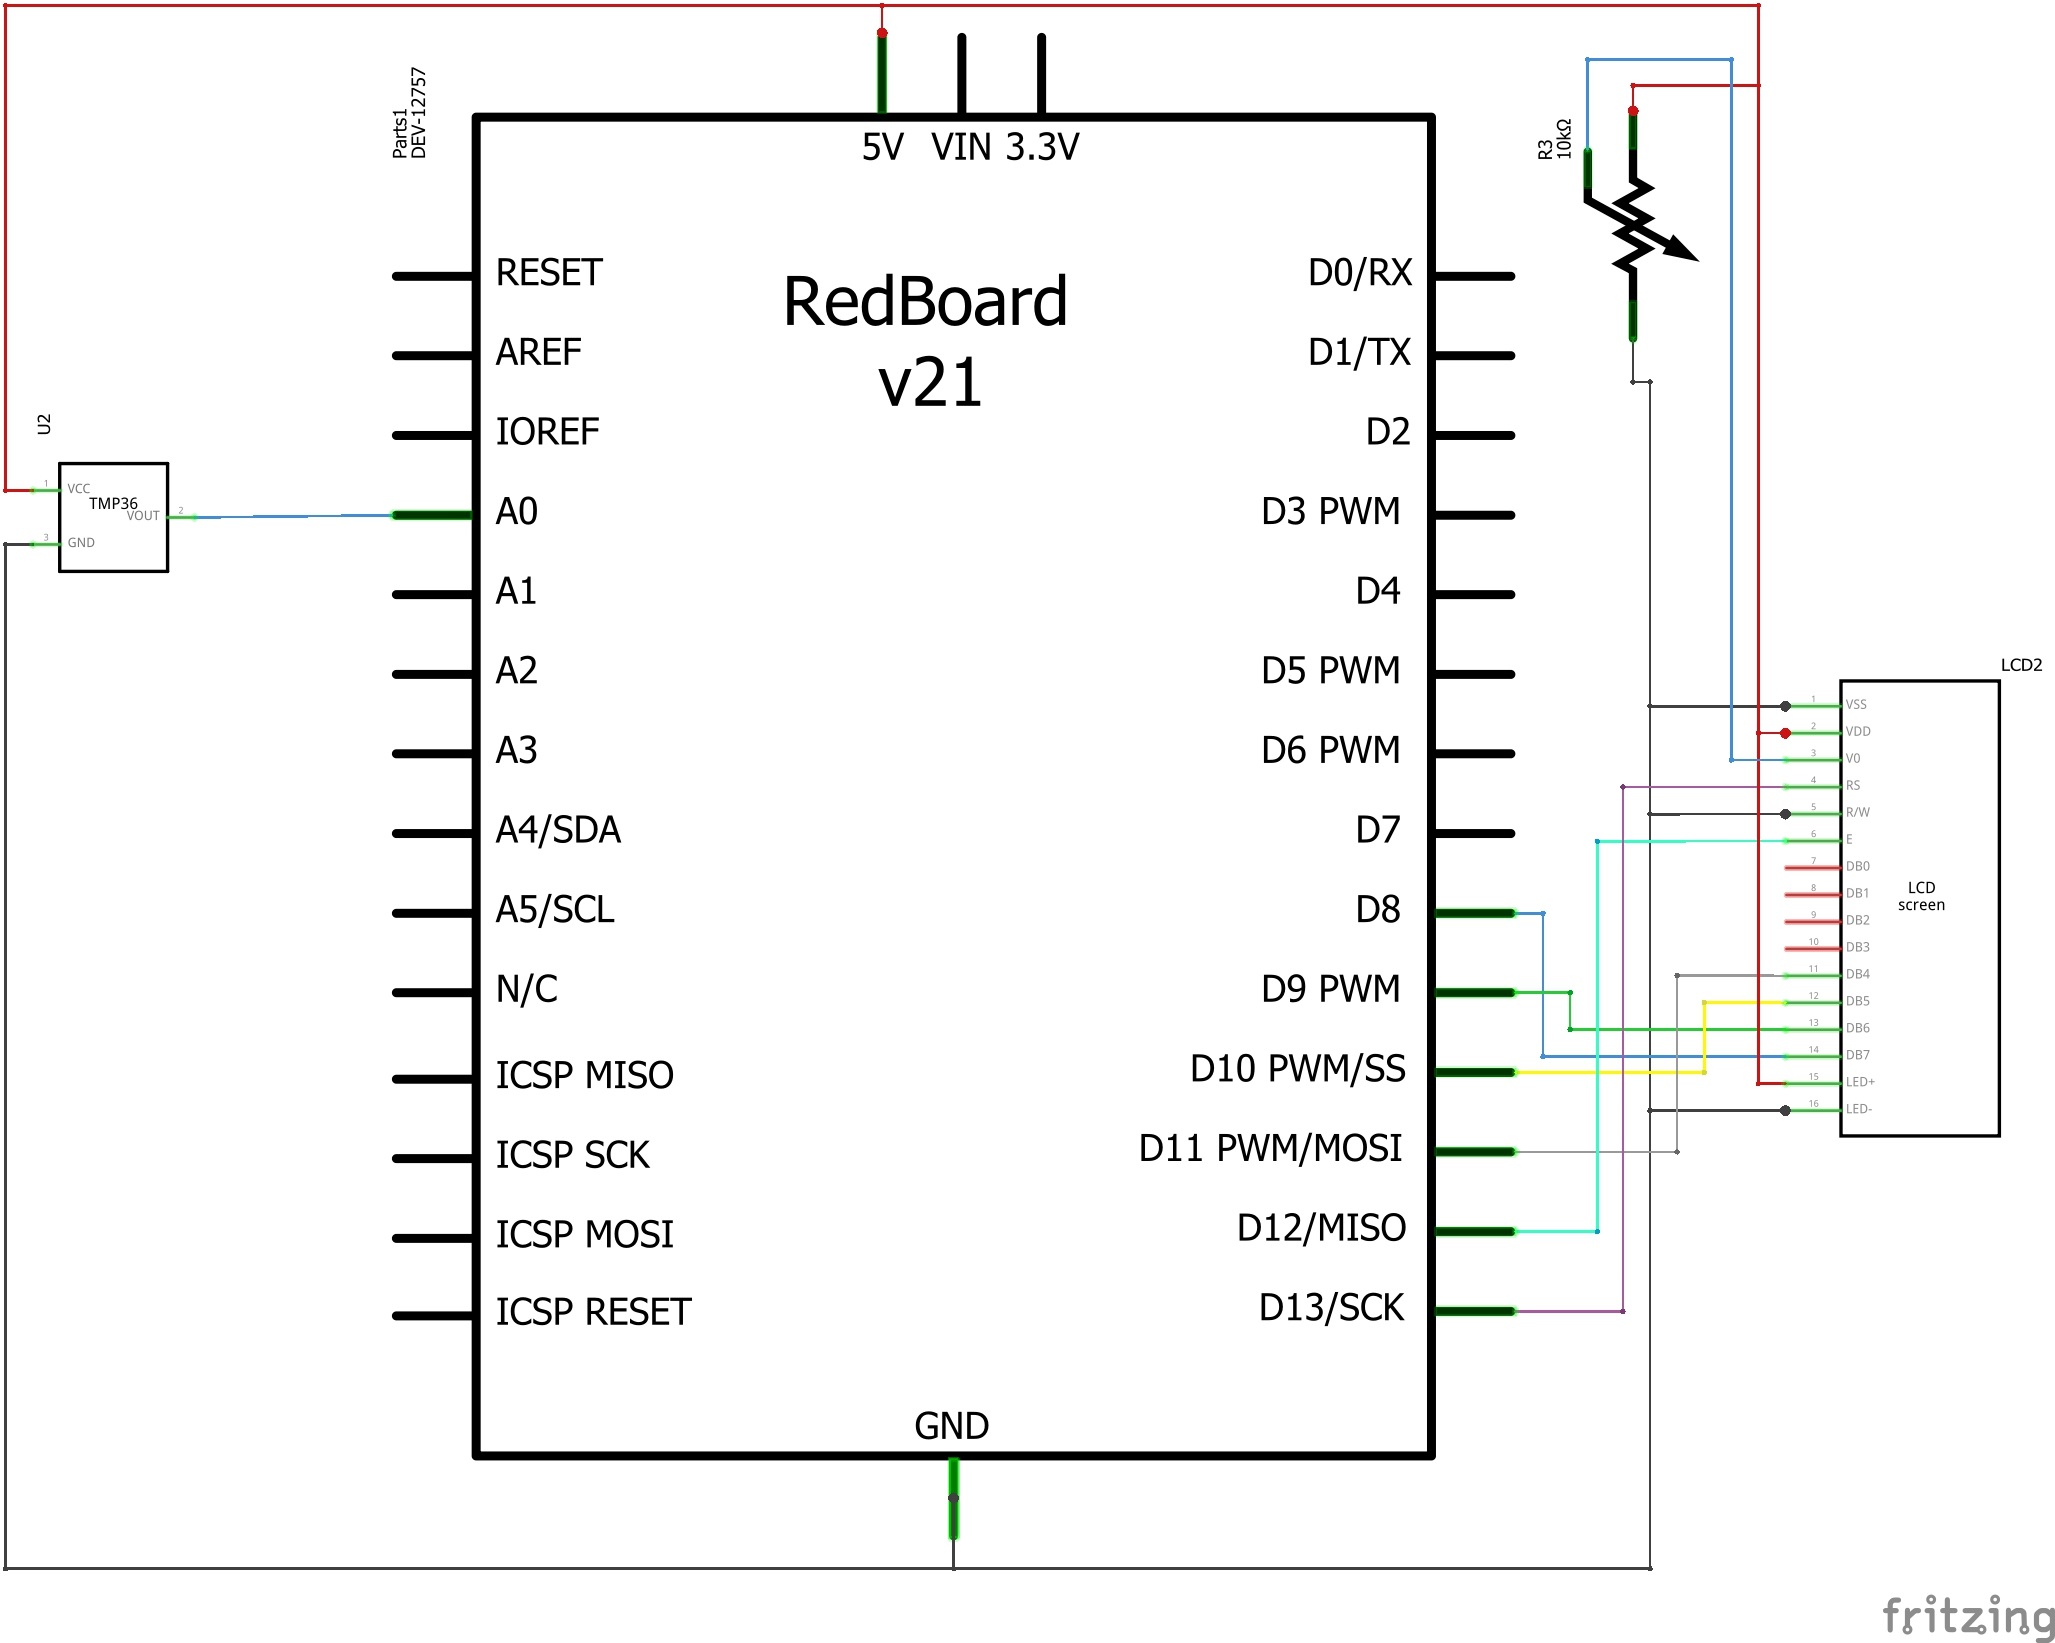 Parts1
DEV-12757
5V VIN 3.3V
RedBoard
v21
RESET
AREF
IOREF
A0
A1
A2
A3
A4/SDA
A5/SCL
N/C
ICSP MISO
ICSP SCK
ICSP MOSI
ICSP RESET
D0/RX
D1/TX
D2
D3 PWM
D4
D5 PWM
D6 PWM
D7
D8
D9 PWM
D10 PWM/SS
D11 PWM/MOSI
D12/MISO
D13/SCK
GND
U2
1 VCC
TMP36
VOUT 2
3 GND
R3
10kΩ
LCD2
1 VSS
2 VDD
3 V0
4 RS
5 R/W
6 E
7 DB0
8 DB1
9 DB2
10 DB3
11 DB4
12 DB5
13 DB6
14 DB7
15 LED+
16 LED-
LCD
screen
fritzing